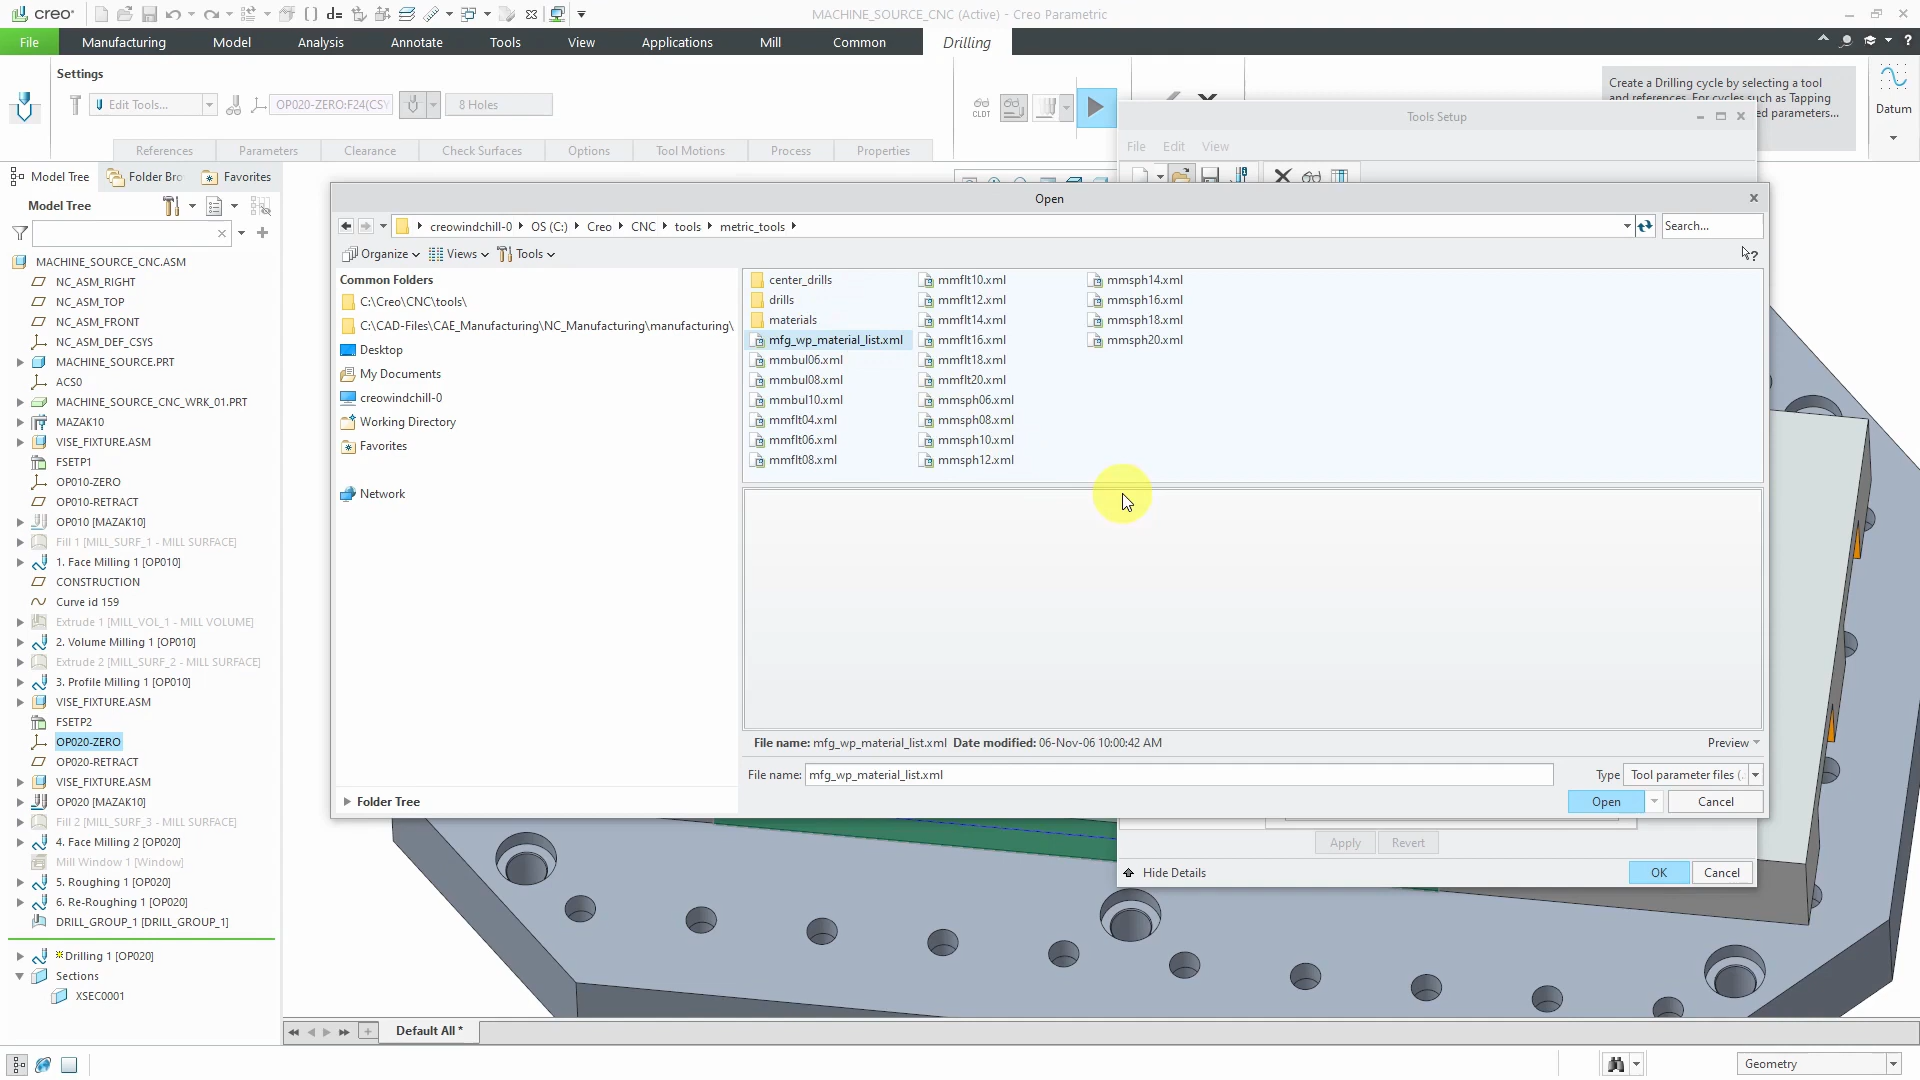 creo
d=
MACHINE_SOURCE_CNC (Active) - Creo Parametric
File
Manufacturing
Model
Analysis
Annotate
Tools
View
Applications
Mill
Common
Drilling
?
Settings
Edit Tools...
OP020-ZERO:F24(CSY
8 Holes
CLDT
References
Parameters
Clearance
Check Surfaces
Options
Tool Motions
Process
Properties
Create a Drilling cycle by selecting a tool
and references. For cycles such as Tapping
ed parameters...
Datum
Tools Setup
File Edit View
Model Tree
Folder Bro
Favorites
Model Tree
MACHINE_SOURCE_CNC.ASM
NC_ASM_RIGHT
NC_ASM_TOP
NC_ASM_FRONT
NC_ASM_DEF_CSYS
MACHINE_SOURCE.PRT
ACS0
MACHINE_SOURCE_CNC_WRK_01.PRT
MAZAK10
VISE_FIXTURE.ASM
FSETP1
OP010-ZERO
OP010-RETRACT
OP010 [MAZAK10]
Fill 1 [MILL_SURF_1 - MILL SURFACE]
1. Face Milling 1 [OP010]
CONSTRUCTION
Curve id 159
Extrude 1 [MILL_VOL_1 - MILL VOLUME]
2. Volume Milling 1 [OP010]
Extrude 2 [MILL_SURF_2 - MILL SURFACE]
3. Profile Milling 1 [OP010]
VISE_FIXTURE.ASM
FSETP2
OP020-ZERO
OP020-RETRACT
VISE_FIXTURE.ASM
OP020 [MAZAK10]
Fill 2 [MILL_SURF_3 - MILL SURFACE]
4. Face Milling 2 [OP020]
Mill Window 1 [Window]
5. Roughing 1 [OP020]
6. Re-Roughing 1 [OP020]
DRILL_GROUP_1 [DRILL_GROUP_1]
Drilling 1 [OP020]
Sections
XSEC0001
Open
creowindchill-0 OS (C:) Creo CNC tools metric_tools
Search...
Organize Views Tools
?
Common Folders
C:\Creo\CNC\tools\
C:\CAD-Files\CAE_Manufacturing\NC_Manufacturing\manufacturing\
Desktop
My Documents
creowindchill-0
Working Directory
Favorites
Network
Folder Tree
center_drills
drills
materials
mfg_wp_material_list.xml
mmbul06.xml
mmbul08.xml
mmbul10.xml
mmflt04.xml
mmflt06.xml
mmflt08.xml
mmflt10.xml
mmflt12.xml
mmflt14.xml
mmflt16.xml
mmflt18.xml
mmflt20.xml
mmsph06.xml
mmsph08.xml
mmsph10.xml
mmsph12.xml
mmsph14.xml
mmsph16.xml
mmsph18.xml
mmsph20.xml
File name: mfg_wp_material_list.xml Date modified: 06-Nov-06 10:00:42 AM
Preview
File name: mfg_wp_material_list.xml
Type Tool parameter files (.
Open
Cancel
Apply
Revert
Hide Details
OK
Cancel
Default All *
Geometry